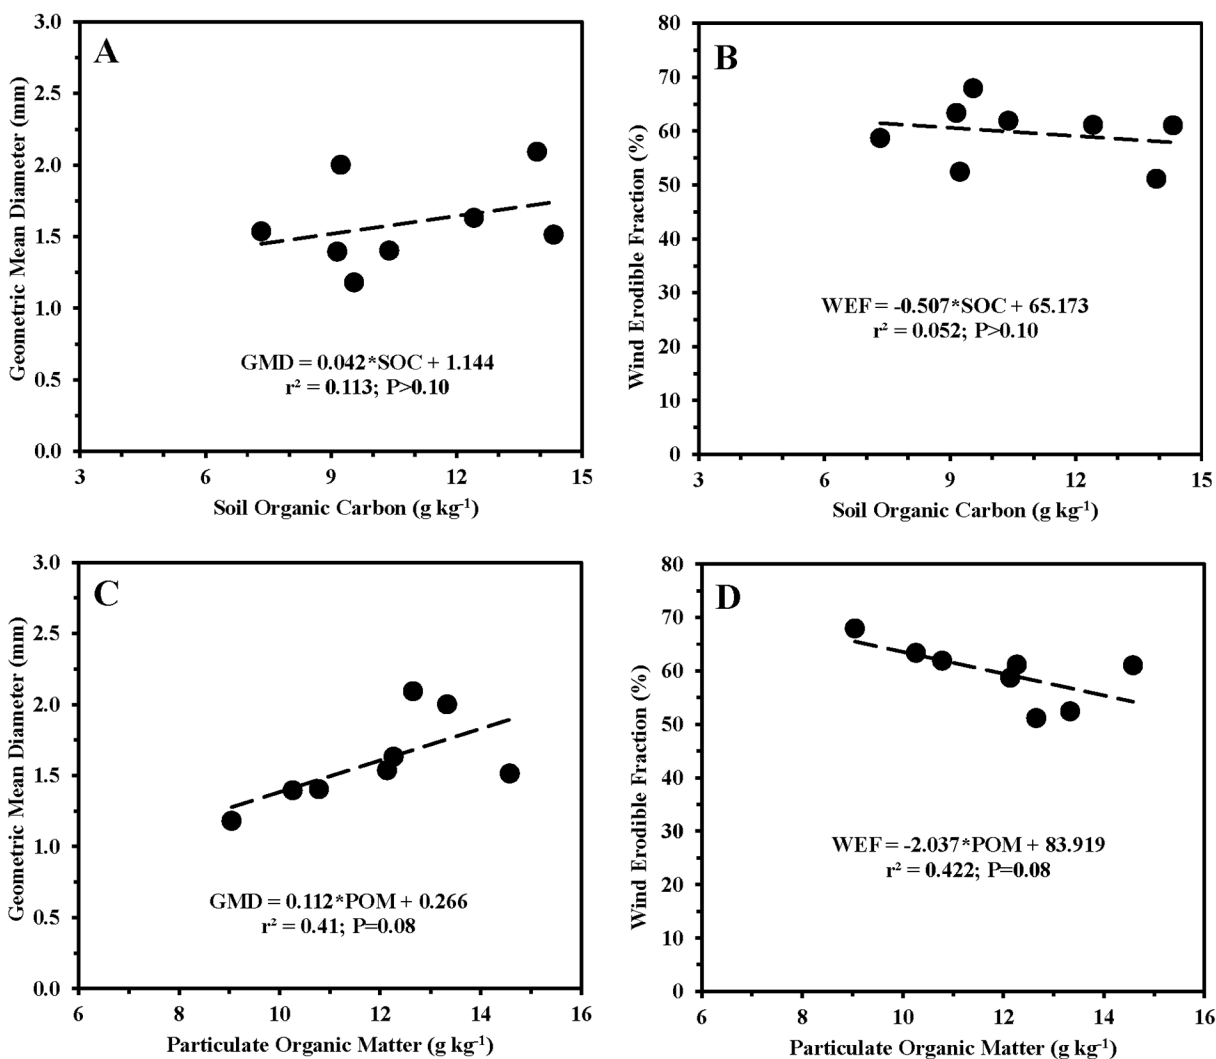 A
Geometric Mean Diameter (mm)
3.0
2.5
2.0
1.5
1.0
0.5
0.0
GMD = 0.042*SOC + 1.144
r² = 0.113; P>0.10
3 6 9 12 15
Soil Organic Carbon (g kg⁻¹)
B
Wind Erodible Fraction (%)
80
70
60
50
40
30
20
10
0
WEF = -0.507*SOC + 65.173
r² = 0.052; P>0.10
3 6 9 12 15
Soil Organic Carbon (g kg⁻¹)
C
Geometric Mean Diameter (mm)
3.0
2.5
2.0
1.5
1.0
0.5
0.0
GMD = 0.112*POM + 0.266
r² = 0.41; P=0.08
6 8 10 12 14 16
Particulate Organic Matter (g kg⁻¹)
D
Wind Erodible Fraction (%)
80
70
60
50
40
30
20
10
0
WEF = -2.037*POM + 83.919
r² = 0.422; P=0.08
6 8 10 12 14 16
Particulate Organic Matter (g kg⁻¹)